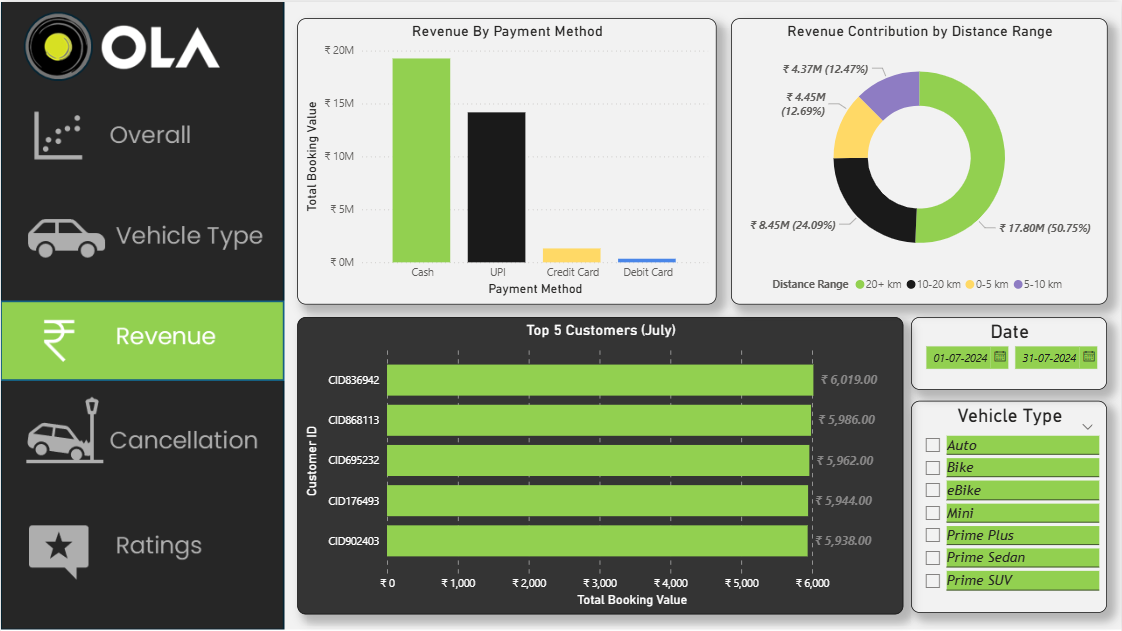 OLA
Overall
Vehicle Type
Revenue
Cancellation
Ratings
Revenue By Payment Method
Total Booking Value
₹ 20M
₹ 15M
₹ 10M
₹ 5M
₹ 0M
Cash
UPI
Credit Card
Debit Card
Payment Method
Revenue Contribution by Distance Range
₹ 4.37M (12.47%)
₹ 4.45M
(12.69%)
₹ 8.45M (24.09%)
₹ 17.80M (50.75%)
Distance Range 20+ km 10-20 km 0-5 km 5-10 km
Top 5 Customers (July)
Customer ID
CID836942 ₹ 6,019.00
CID868113 ₹ 5,986.00
CID695232 ₹ 5,962.00
CID176493 ₹ 5,944.00
CID902403 ₹ 5,938.00
₹ 0 ₹ 1,000 ₹ 2,000 ₹ 3,000 ₹ 4,000 ₹ 5,000 ₹ 6,000
Total Booking Value
Date
01-07-2024 31-07-2024
Vehicle Type
Auto
Bike
eBike
Mini
Prime Plus
Prime Sedan
Prime SUV